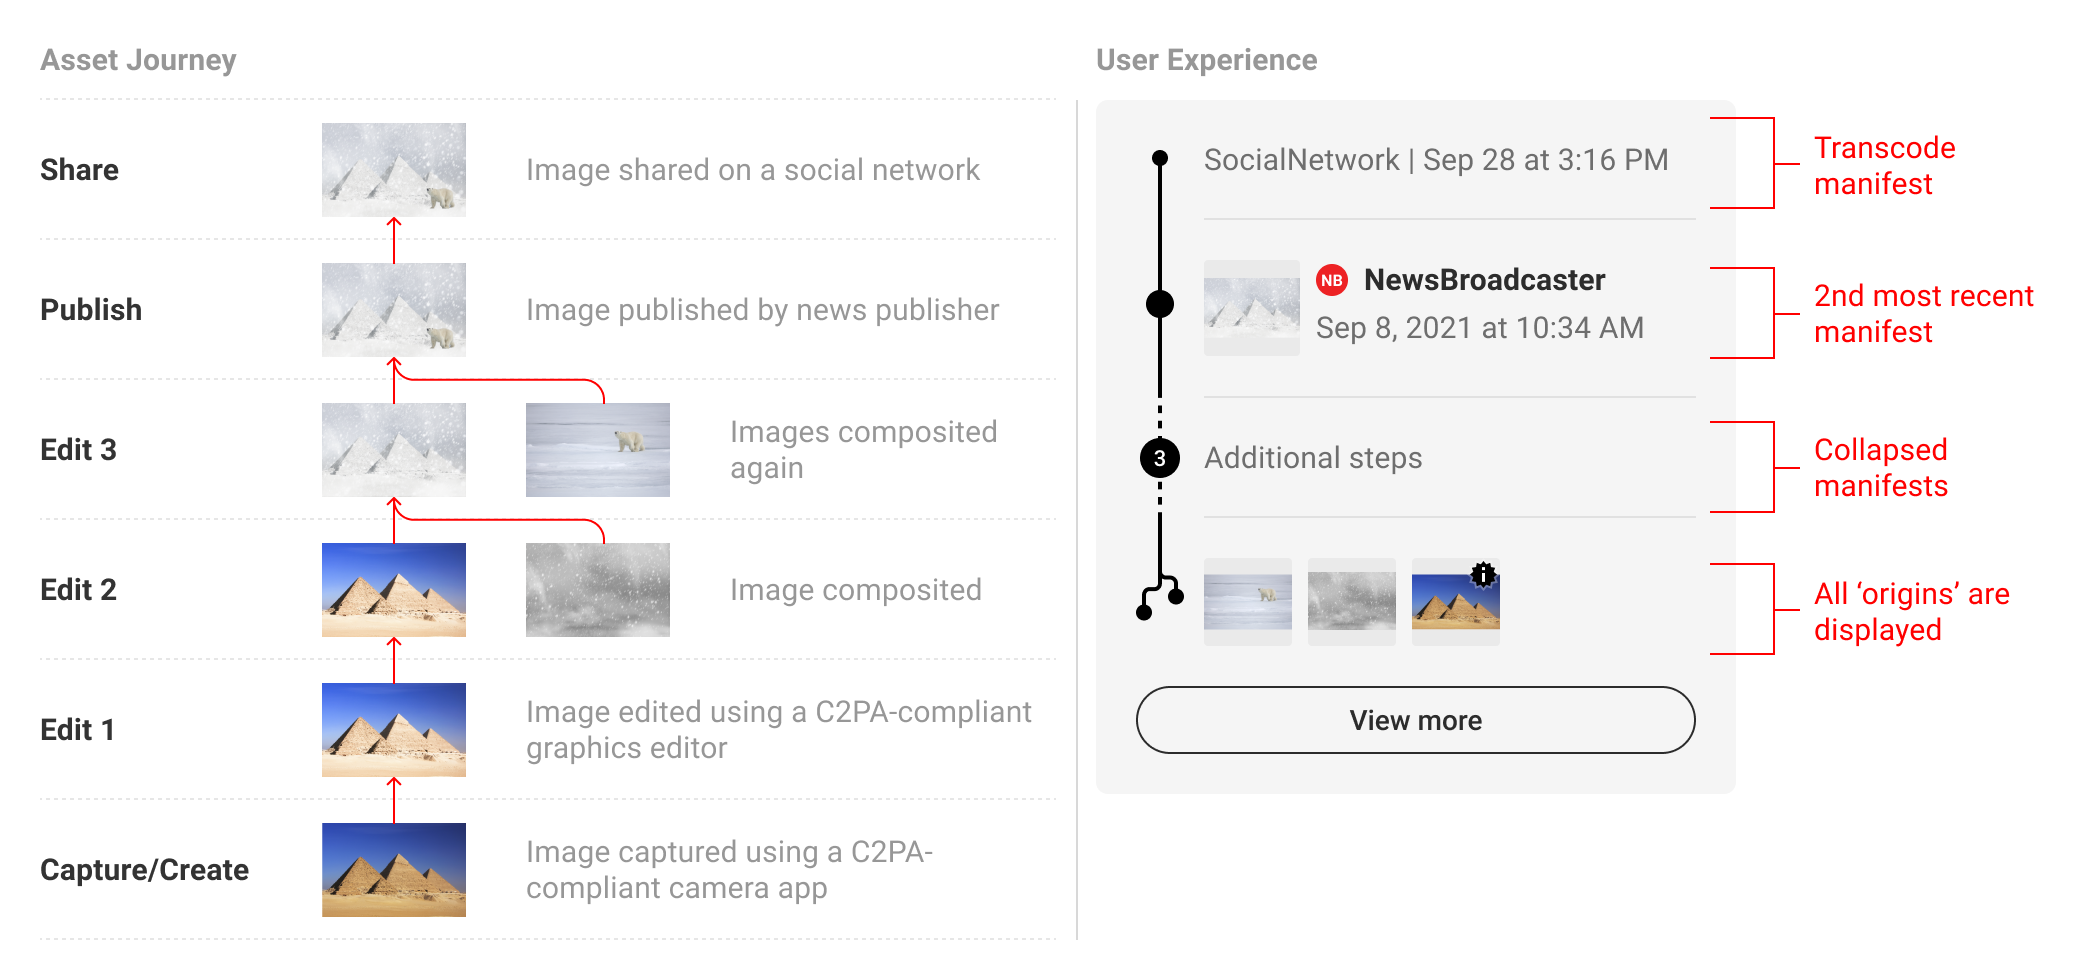 Asset Journey
Share
Image shared on a social network
Publish
Image published by news publisher
Edit 3
Images composited
again
Edit 2
Image composited
Edit 1
Image edited using a C2PA-compliant
graphics editor
Capture/Create
Image captured using a C2PA-
compliant camera app
User Experience
SocialNetwork | Sep 28 at 3:16 PM
Transcode
manifest
NB NewsBroadcaster
Sep 8, 2021 at 10:34 AM
2nd most recent
manifest
3 Additional steps
Collapsed
manifests
i
All ‘origins’ are
displayed
View more